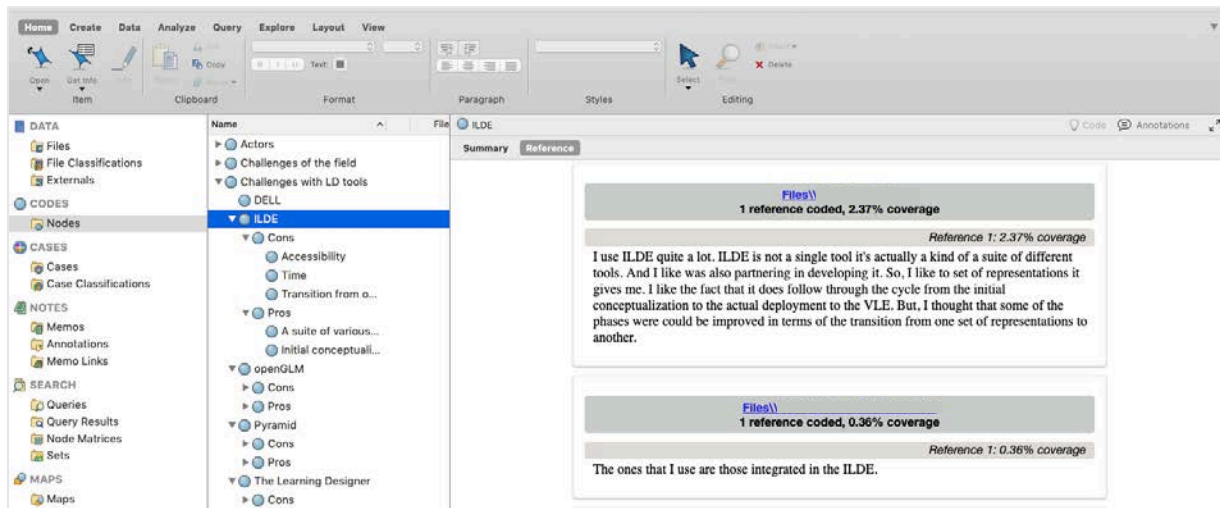 Home Create Data Analyze Query Explore Layout View
Open Get Info
Copy
Text:
Select
Delete
Item Clipboard Format Paragraph Styles Editing
DATA
Files
File Classifications
Externals
CODES
Nodes
CASES
Cases
Case Classifications
NOTES
Memos
Annotations
Memo Links
SEARCH
Queries
Query Results
Node Matrices
Sets
MAPS
Maps
Name File
Actors
Challenges of the field
Challenges with LD tools
DELL
ILDE
Cons
Accessibility
Time
Transition from o...
Pros
A suite of various...
Initial conceptuali...
openGLM
Cons
Pros
Pyramid
Cons
Pros
The Learning Designer
Cons
ILDE Code Annotations
Summary Reference
Files\\
1 reference coded, 2.37% coverage
Reference 1: 2.37% coverage
I use ILDE quite a lot. ILDE is not a single tool it's actually a kind of a suite of different
tools. And I like was also partnering in developing it. So, I like to set of representations it
gives me. I like the fact that it does follow through the cycle from the initial
conceptualization to the actual deployment to the VLE. But, I thought that some of the
phases were could be improved in terms of the transition from one set of representations to
another.
Files\\
1 reference coded, 0.36% coverage
Reference 1: 0.36% coverage
The ones that I use are those integrated in the ILDE.